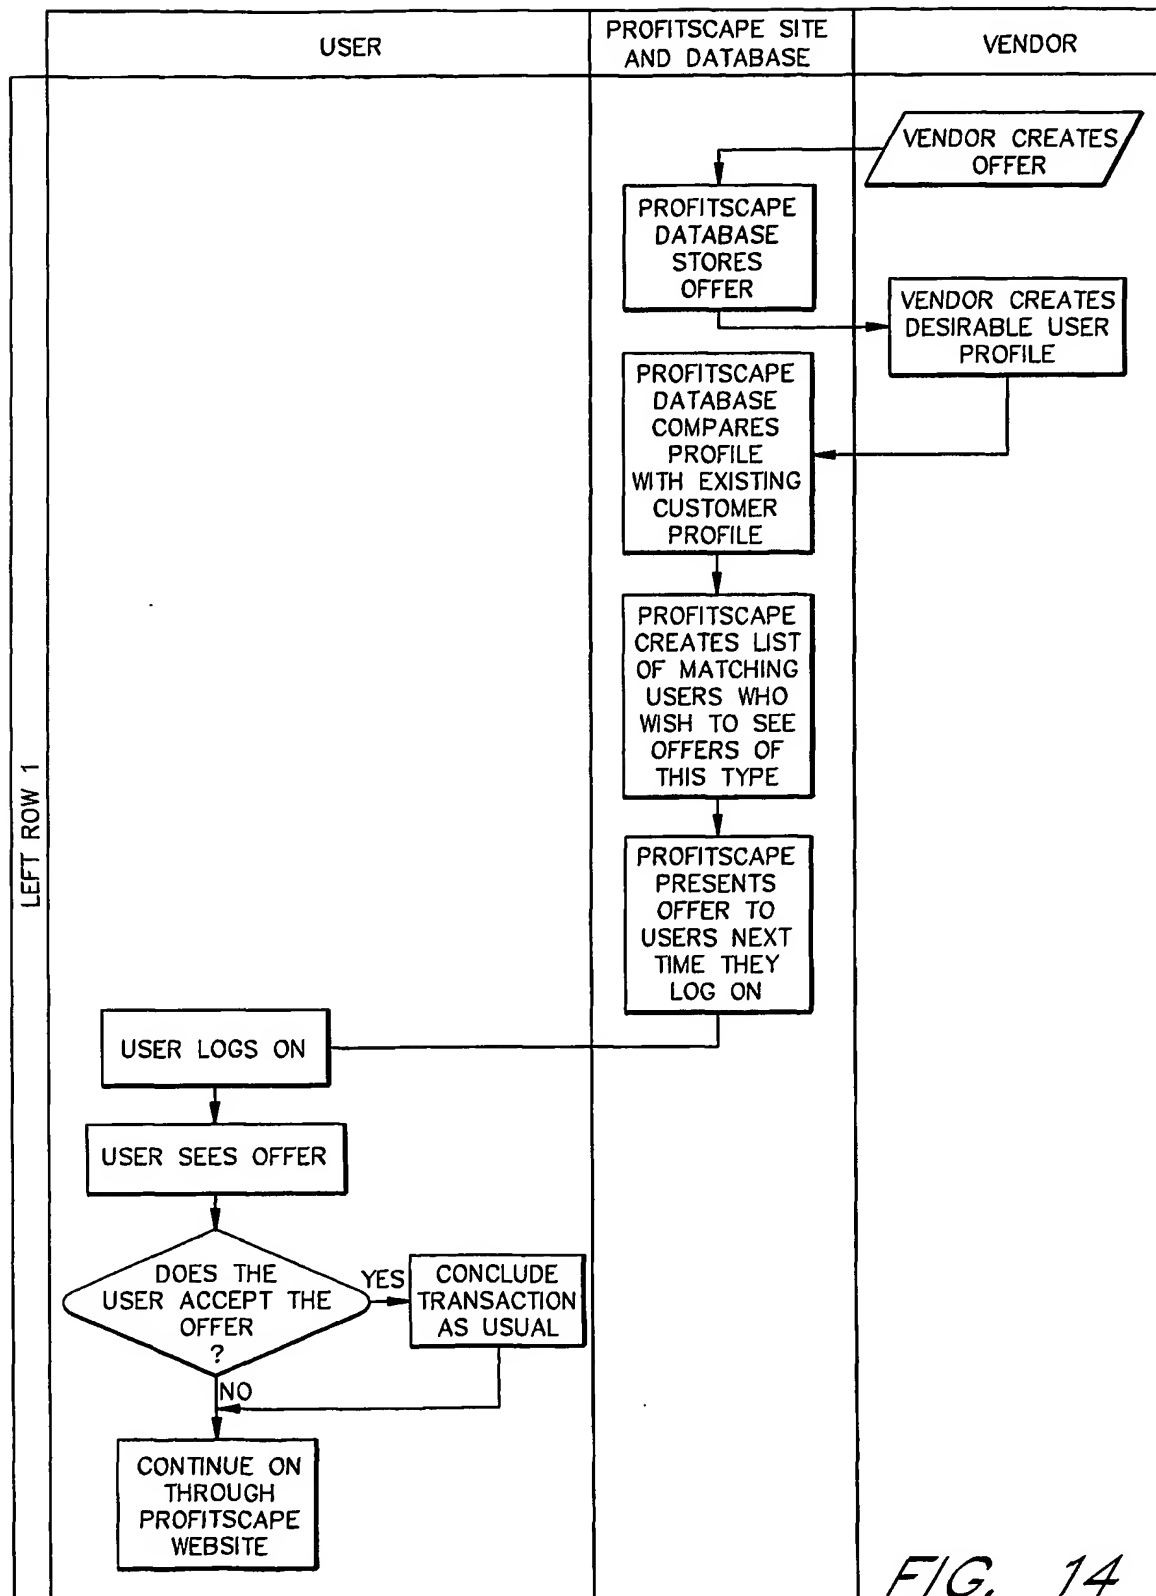 USER
PROFITSCAPE SITE
AND DATABASE
VENDOR
LEFT ROW 1
VENDOR CREATES
OFFER
PROFITSCAPE
DATABASE
STORES
OFFER
VENDOR CREATES
DESIRABLE USER
PROFILE
PROFITSCAPE
DATABASE
COMPARES
PROFILE
WITH EXISTING
CUSTOMER
PROFILE
PROFITSCAPE
CREATES LIST
OF MATCHING
USERS WHO
WISH TO SEE
OFFERS OF
THIS TYPE
PROFITSCAPE
PRESENTS
OFFER TO
USERS NEXT
TIME THEY
LOG ON
USER LOGS ON
USER SEES OFFER
DOES THE
USER ACCEPT THE
OFFER
?
YES
CONCLUDE
TRANSACTION
AS USUAL
NO
CONTINUE ON
THROUGH
PROFITSCAPE
WEBSITE
FIG. 14